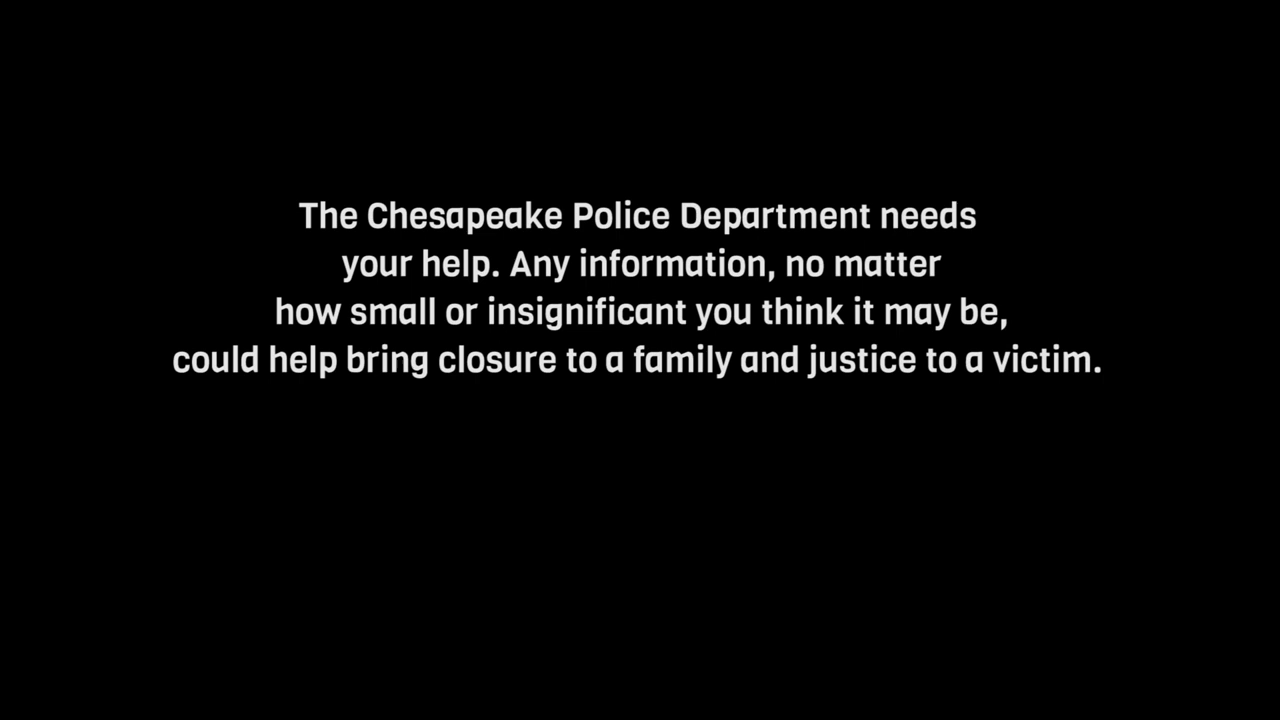 The Chesapeake Police Department needs
your help. Any information, no matter
how small or insignificant you think it may be,
could help bring closure to a family and justice to a victim.